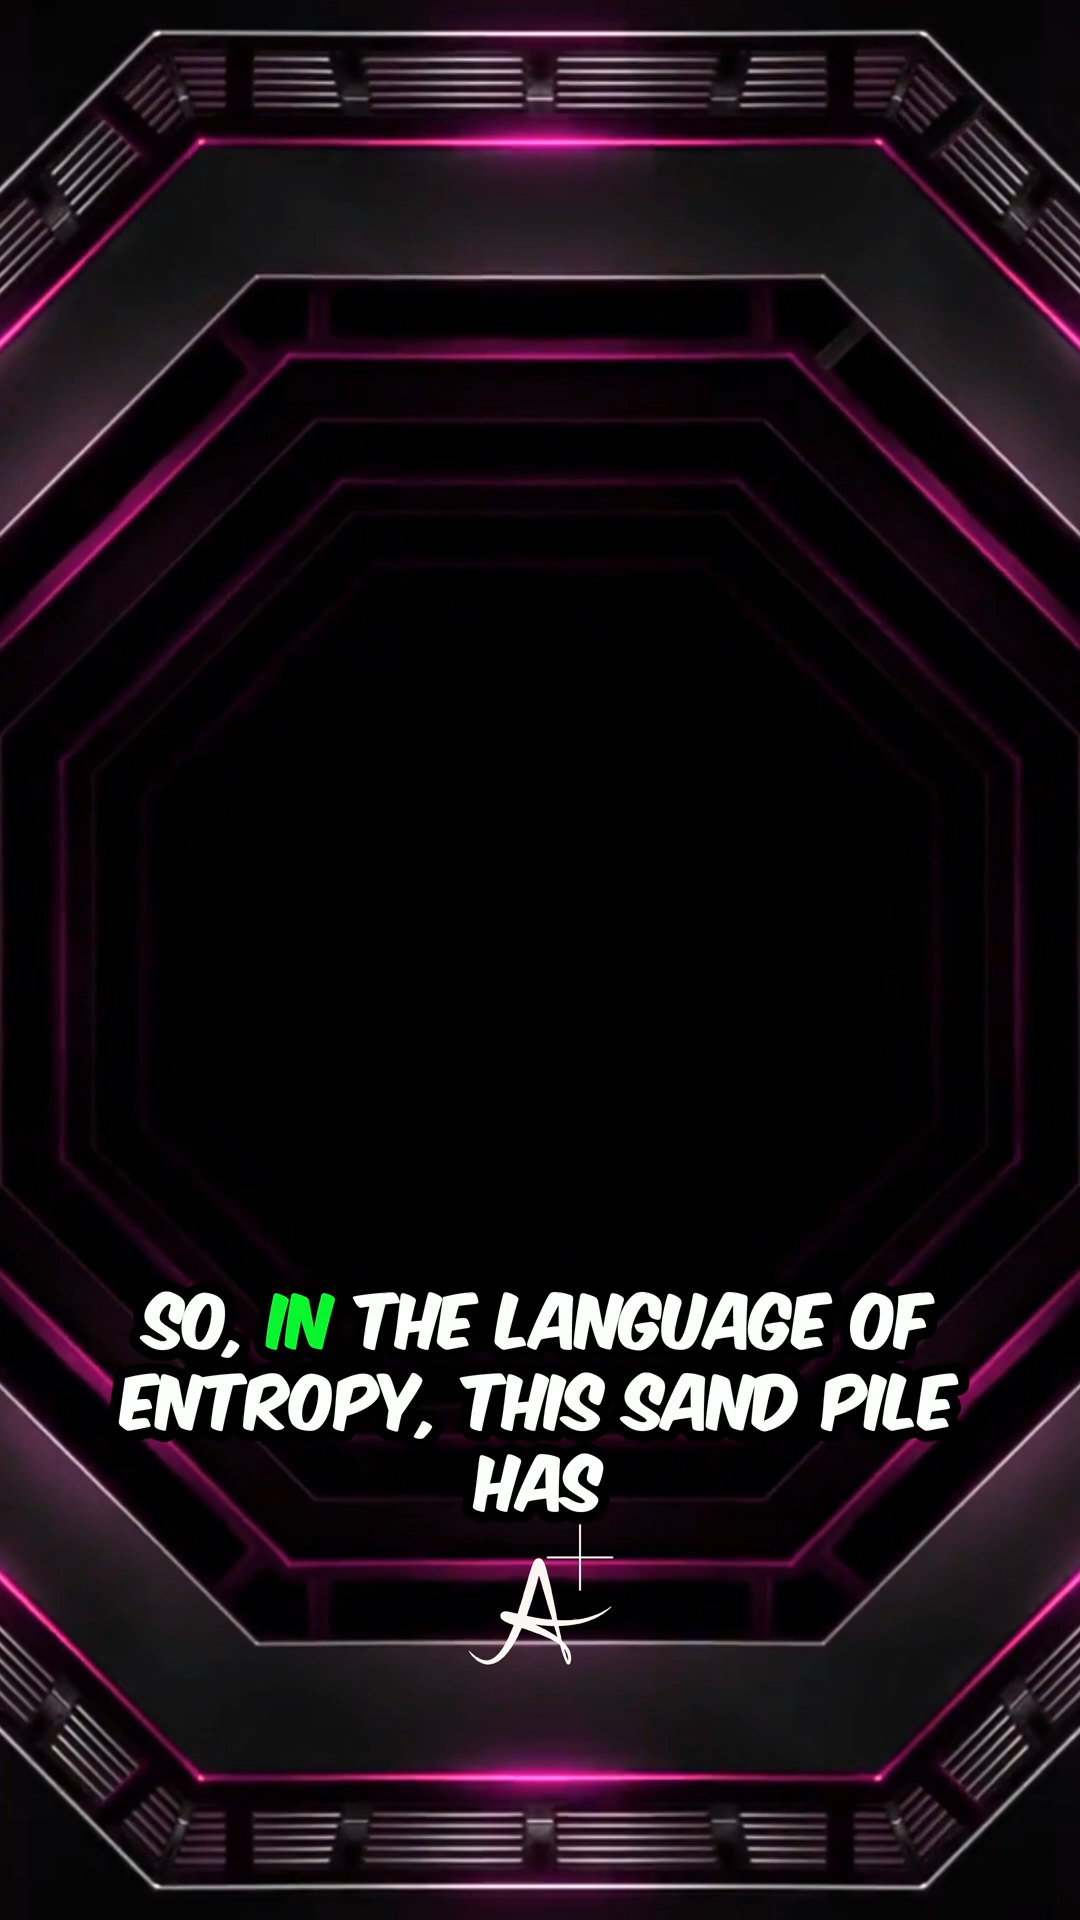 SO, IN THE LANGUAGE OF
ENTROPY, THIS SAND PILE
HAS
A+